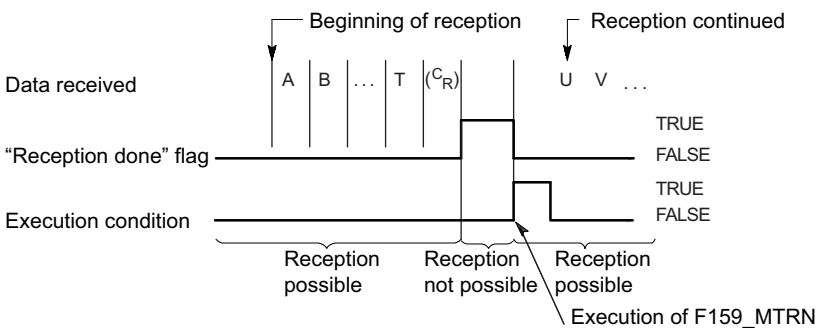 Beginning of reception
Reception continued
Data received
A B ... T (CR) U V ...
TRUE
“Reception done” flag
FALSE
TRUE
Execution condition
FALSE
Reception possible
Reception not possible
Reception possible
Execution of F159_MTRN